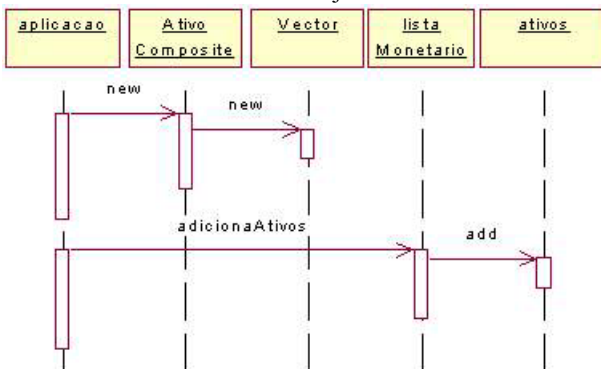 aplicacao
Ativo
Composite
Vector
lista
Monetario
ativos
new
new
adicionaAtivos
add